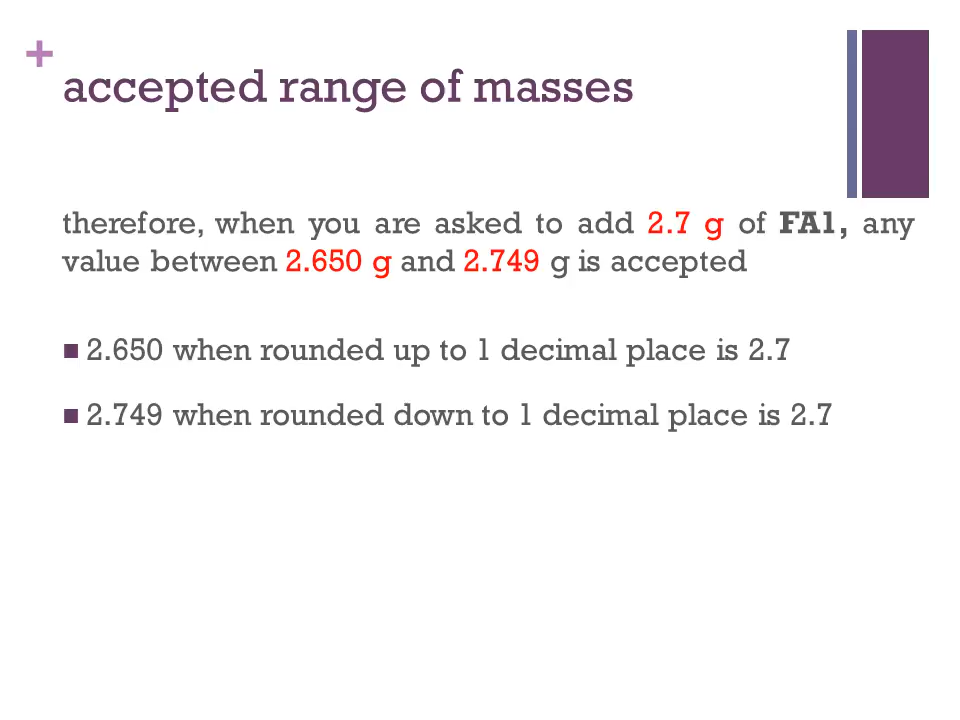 +
accepted range of masses
therefore, when you are asked to add 2.7 g of FA1, any
value between 2.650 g and 2.749 g is accepted
■ 2.650 when rounded up to 1 decimal place is 2.7
■ 2.749 when rounded down to 1 decimal place is 2.7